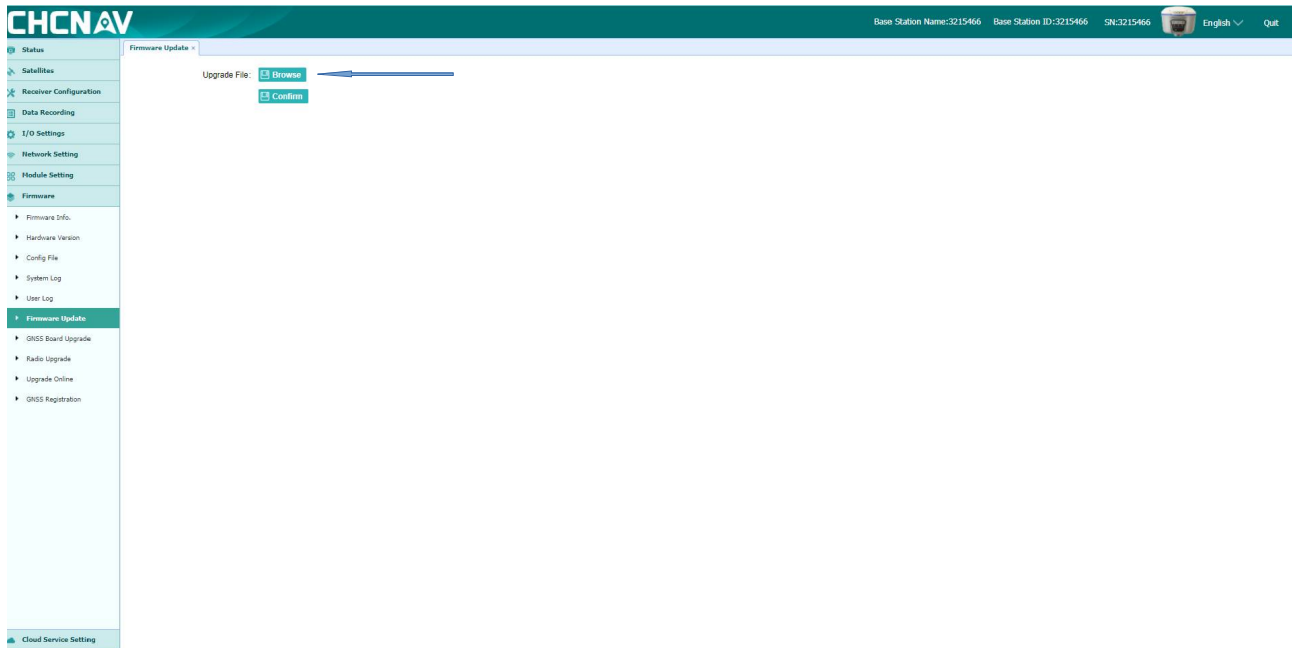 CHCNAV
Base Station Name:3215466 Base Station ID:3215466 SN:3215466 English Quit
Status
Satellites
Receiver Configuration
Data Recording
I/O Settings
Network Setting
Module Setting
Firmware
Firmware Info.
Hardware Version
Config File
System Log
User Log
Firmware Update
GNSS Board Upgrade
Radio Upgrade
Upgrade Online
GNSS Registration
Cloud Service Setting
Firmware Update ×
Upgrade File: Browse
Confirm